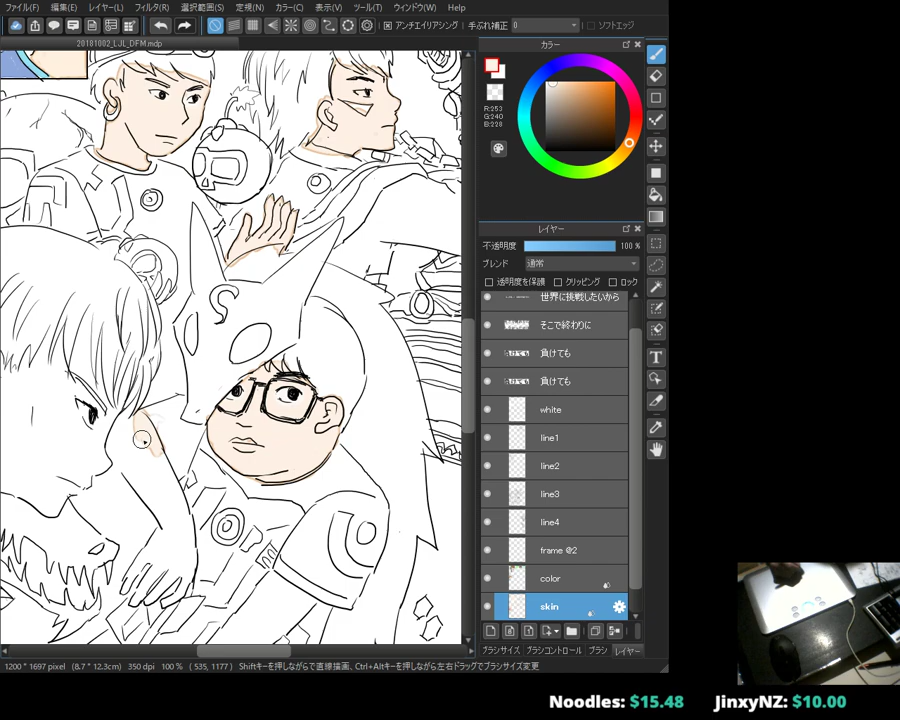 ファイル(F) 編集(E) レイヤー(L) フィルタ(R) 選択範囲(S) 定規(N) カラー(C) 表示(V) ツール(T) ウィンドウ(W) Help
アンチエイリアシング 手ぶれ補正 0 ソフトエッジ
20181002_LJL_DFM.mdp
カラー
R:253
G:240
B:228
レイヤー
不透明度 100 %
ブレンド 通常
透明度を保護 クリッピング ロック
世界に挑戦したいから
そこで終わりに
負けても
負けても
white
line1
line2
line3
line4
frame @2
color
skin
ブラシサイズ ブラシコントロール ブラシ レイヤー
1200 * 1697 pixel (8.7 * 12.3cm) 350 dpi 100 % ( 535, 1177 ) Shiftキーを押しながらで直線描画、Ctrl+Altキーを押しながら左右ドラッグでブラシサイズ変更
Noodles: $15.48 JinxyNZ: $10.00